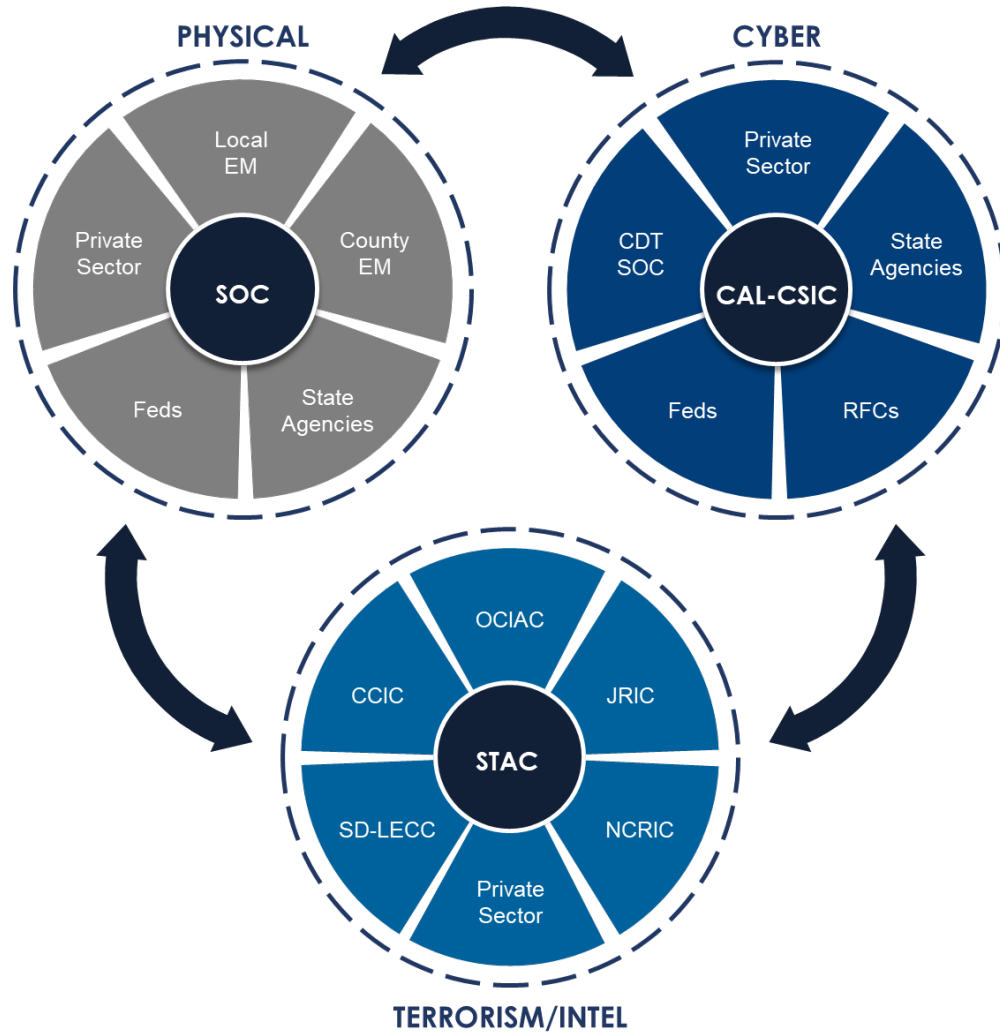 PHYSICAL
Local
EM
County
EM
State
Agencies
Feds
Private
Sector
SOC
CYBER
Private
Sector
State
Agencies
RFCs
Feds
CDT
SOC
CAL-CSIC
OCIAC
JRIC
NCRIC
Private
Sector
SD-LECC
CCIC
STAC
TERRORISM/INTEL